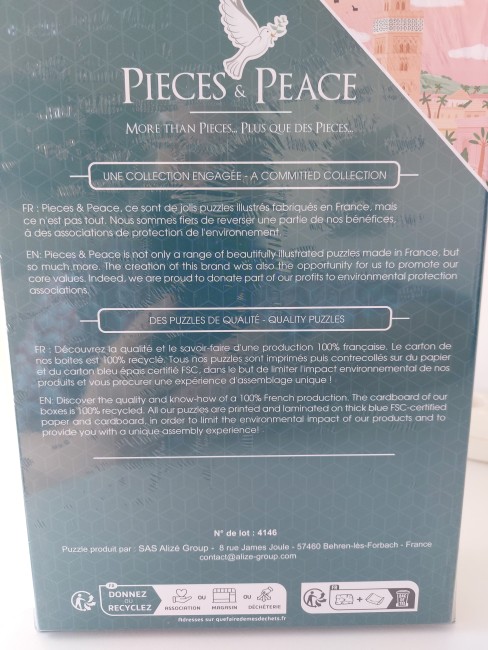 PIECES & PEACE
MORE THAN PIECES... PLUS QUE DES PIECES...
UNE COLLECTION ENGAGÉE - A COMMITTED COLLECTION
FR : Pieces & Peace, ce sont de jolis puzzles illustrés fabriqués en France, mais
ce n'est pas tout. Nous sommes fiers de reverser une partie de nos bénéfices,
à des associations de protection de l'environnement.
EN: Pieces & Peace is not only a range of beautifully illustrated puzzles made in France, but
so much more. The creation of this brand was also the opportunity for us to promote our
core values. Indeed, we are proud to donate part of our profits to environmental protection
associations.
DES PUZZLES DE QUALITÉ - QUALITY PUZZLES
FR : Découvrez la qualité et le savoir-faire d'une production 100% française. Le carton de
nos boites est 100% recyclé. Tous nos puzzles sont imprimés puis contrecollés sur du papier
et du carton bleu épais certifié FSC, dans le but de limiter l'impact environnemental de nos
produits et vous procurer une expérience d'assemblage unique !
EN: Discover the quality and know-how of a 100% French production. The cardboard of our
boxes is 100% recycled. All our puzzles are printed and laminated on thick blue FSC-certified
paper and cardboard, in order to limit the environmental impact of our products and to
provide you with a unique assembly experience!
N° de lot : 4146
Puzzle produit par : SAS Alizé Group - 8 rue James Joule - 57460 Behren-lès-Forbach - France
contact@alize-group.com
FR
DONNEZ
OU
RECYCLEZ
ASSOCIATION
OU
MAGASIN
OU
DÉCHÈTERIE
Adresses sur quefairedemesdechets.fr
FR
+